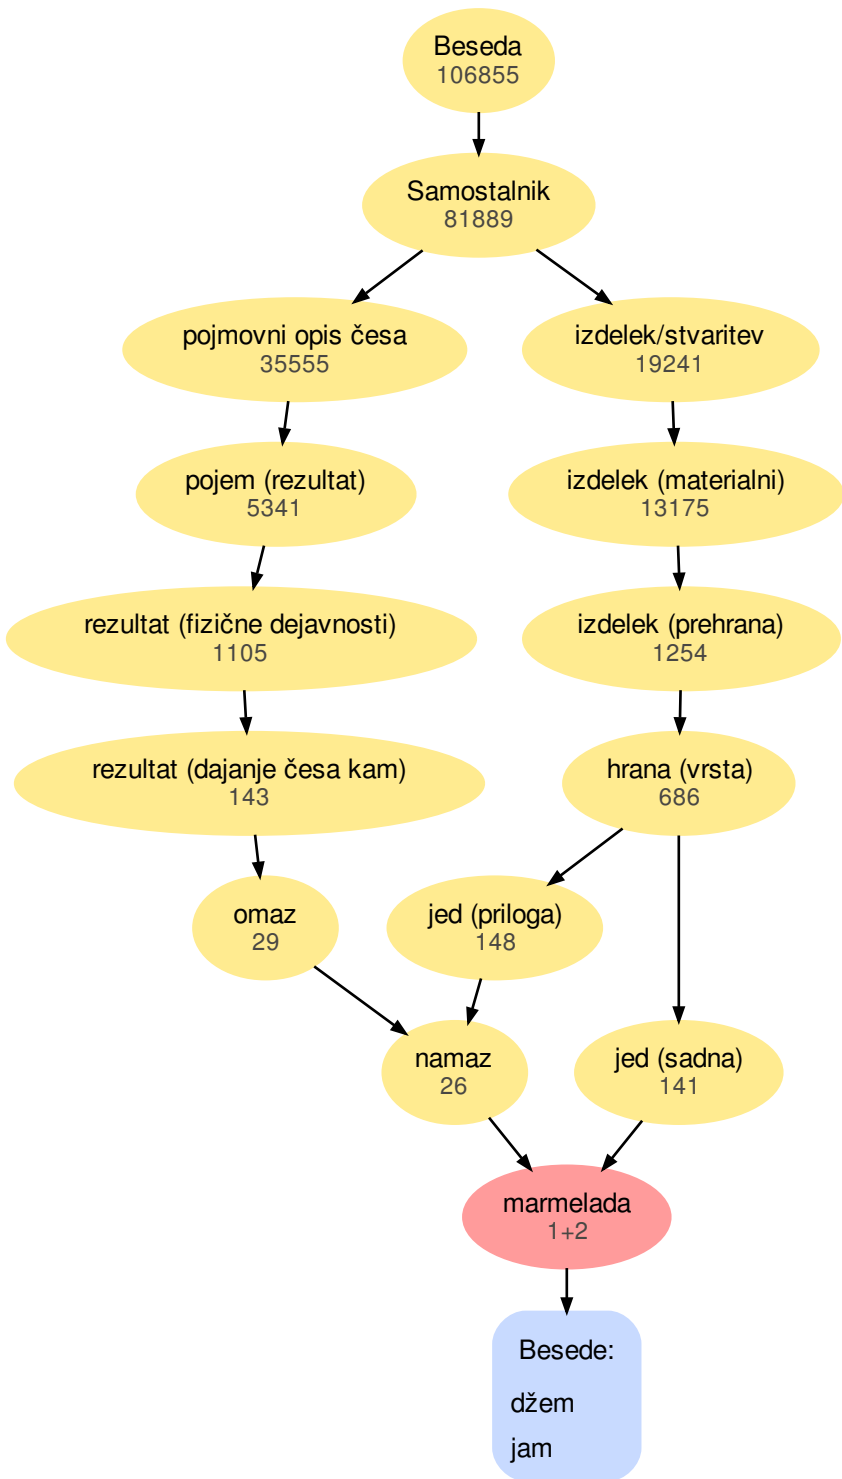 Beseda
106855
Samostalnik
81889
pojmovni opis česa
35555
izdelek/stvaritev
19241
pojem (rezultat)
5341
izdelek (materialni)
13175
rezultat (fizične dejavnosti)
1105
izdelek (prehrana)
1254
rezultat (dajanje česa kam)
143
hrana (vrsta)
686
omaz
29
jed (priloga)
148
namaz
26
jed (sadna)
141
marmelada
1+2
Besede:
džem
jam